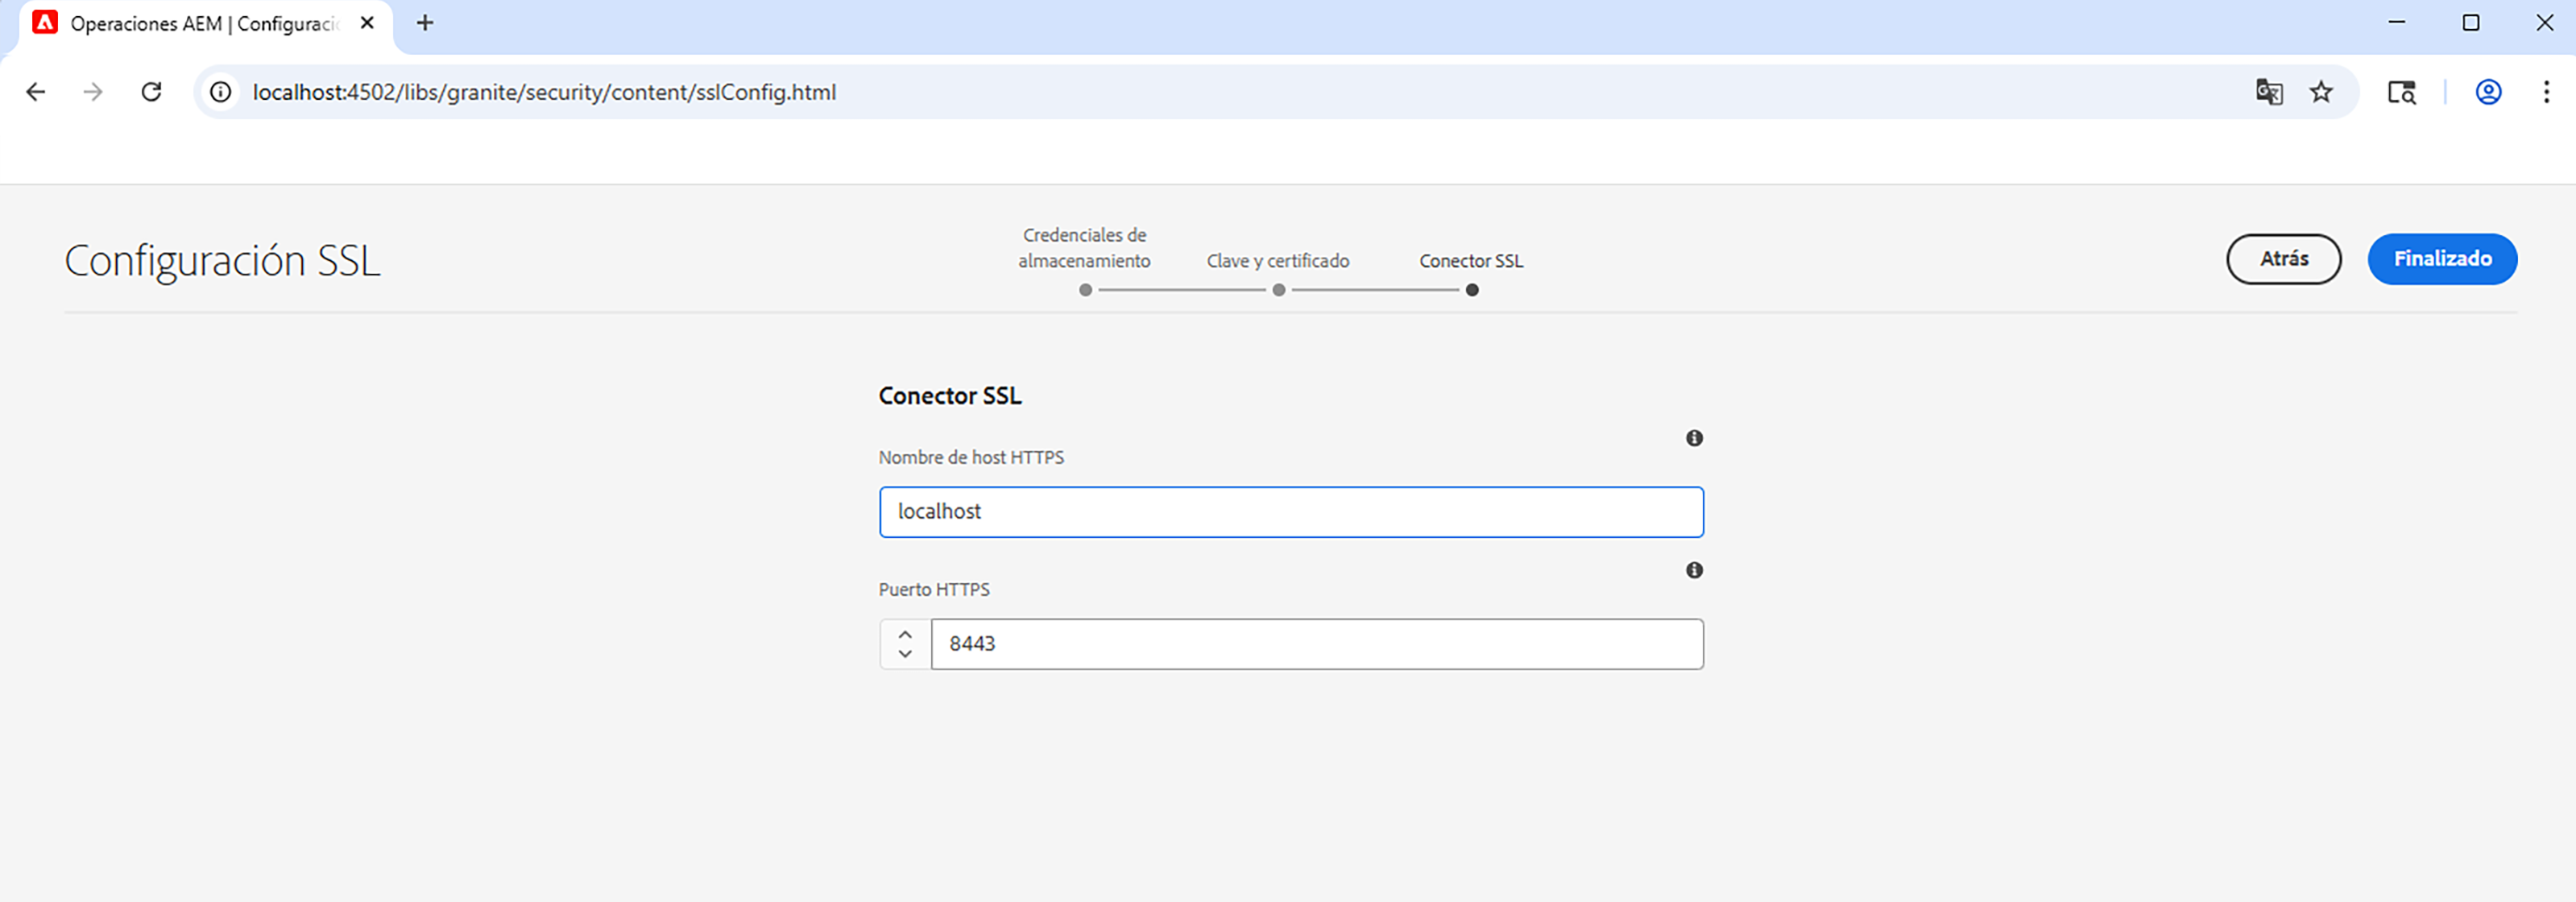 Operaciones AEM | Configuraci
localhost:4502/libs/granite/security/content/sslConfig.html
Configuración SSL
Credenciales de
almacenamiento
Clave y certificado
Conector SSL
Atrás
Finalizado
Conector SSL
Nombre de host HTTPS
localhost
Puerto HTTPS
8443